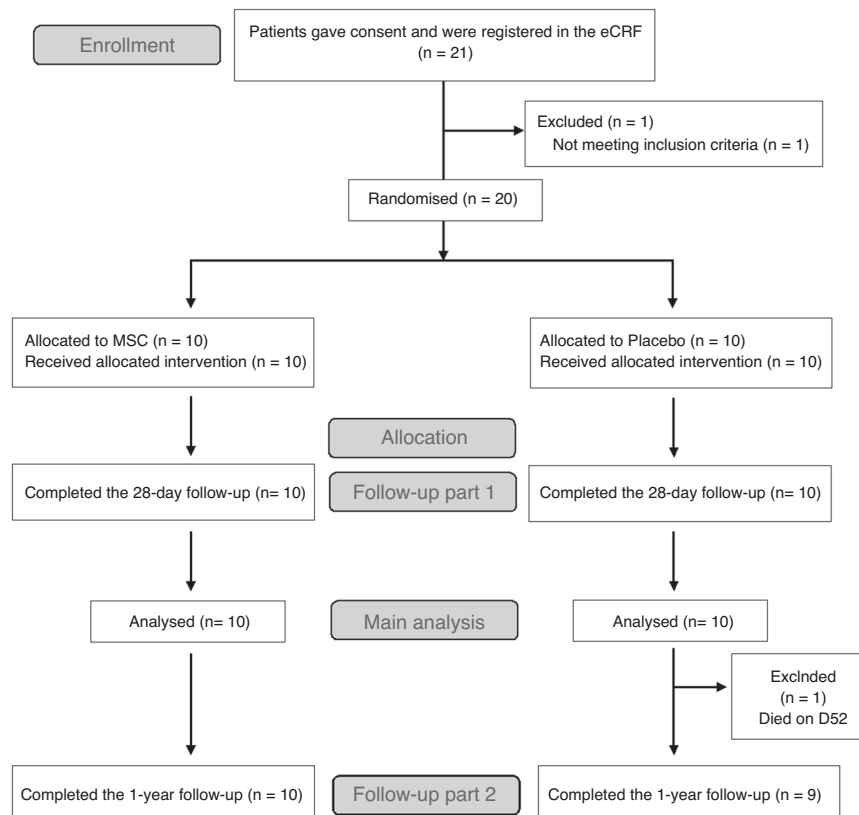 Enrollment
Patients gave consent and were registered in the eCRF
(n = 21)
Excluded (n = 1)
Not meeting inclusion criteria (n = 1)
Randomised (n = 20)
Allocated to MSC (n = 10)
Received allocated intervention (n = 10)
Allocated to Placebo (n = 10)
Received allocated intervention (n = 10)
Allocation
Completed the 28-day follow-up (n= 10)
Follow-up part 1
Completed the 28-day follow-up (n = 10)
Analysed (n= 10)
Main analysis
Analysed (n= 10)
Exclnded
(n = 1)
Died on D52
Completed the 1-year follow-up (n = 10)
Follow-up part 2
Completed the 1-year follow-up (n = 9)